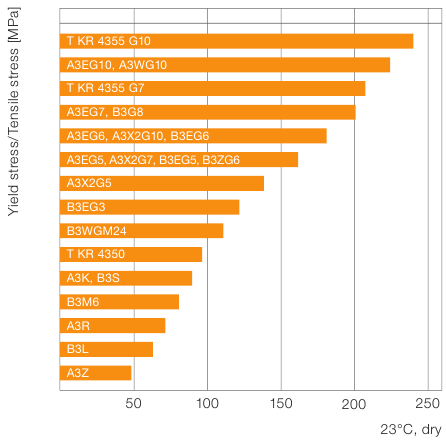 Yield stress/Tensile stress [MPa]
T KR 4355 G10
A3EG10, A3WG10
T KR 4355 G7
A3EG7, B3G8
A3EG6, A3X2G10, B3EG6
A3EG5, A3X2G7, B3EG5, B3ZG6
A3X2G5
B3EG3
B3WGM24
T KR 4350
A3K, B3S
B3M6
A3R
B3L
A3Z
50 100 150 200 250
23°C, dry